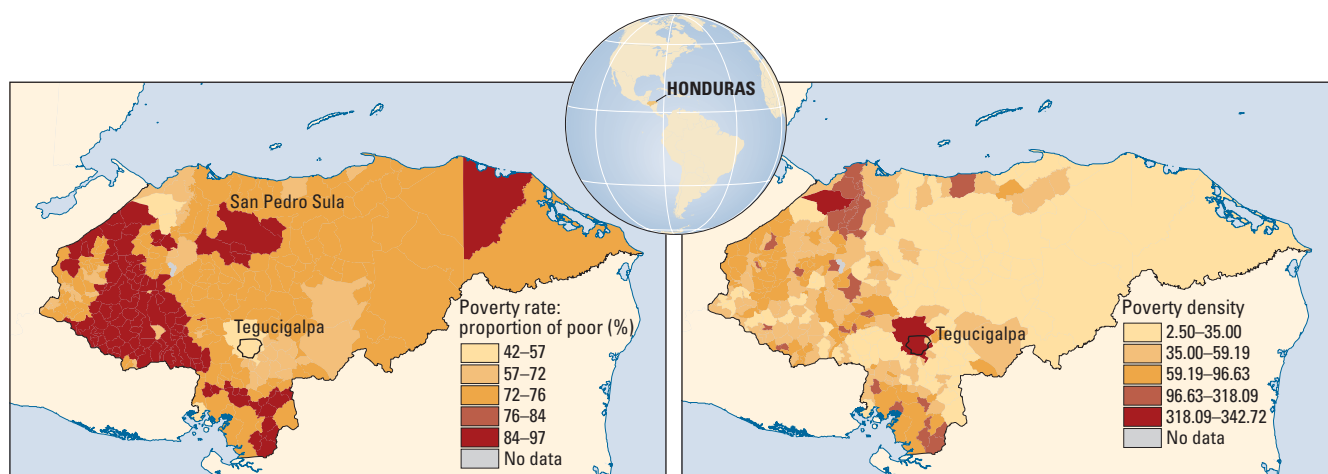 HONDURAS
San Pedro Sula
Tegucigalpa
Poverty rate:
proportion of poor (%)
42–57
57–72
72–76
76–84
84–97
No data
Tegucigalpa
Poverty density
2.50–35.00
35.00–59.19
59.19–96.63
96.63–318.09
318.09–342.72
No data